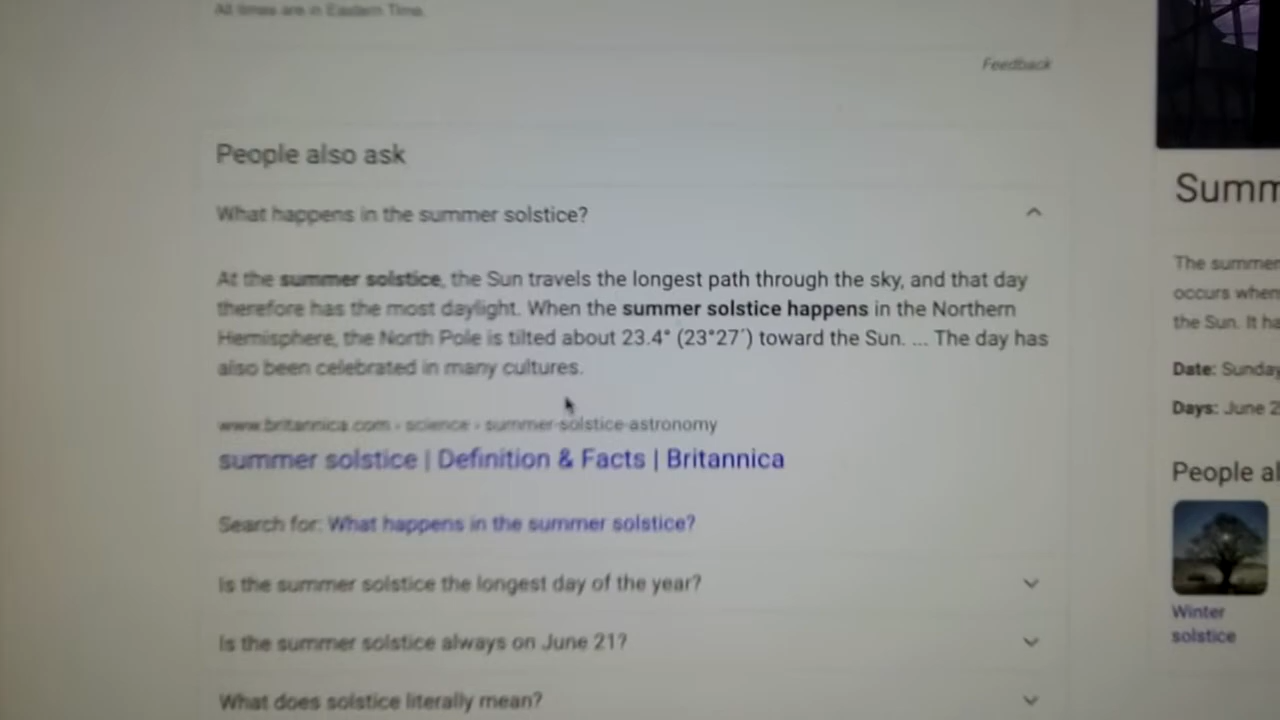 All times are in Eastern Time.
Feedback
People also ask
What happens in the summer solstice?
At the summer solstice, the Sun travels the longest path through the sky, and that day
therefore has the most daylight. When the summer solstice happens in the Northern
Hemisphere, the North Pole is tilted about 23.4° (23°27´) toward the Sun. ... The day has
also been celebrated in many cultures.
www.britannica.com › science › summer-solstice-astronomy
summer solstice | Definition & Facts | Britannica
Search for: What happens in the summer solstice?
Is the summer solstice the longest day of the year?
Is the summer solstice always on June 21?
What does solstice literally mean?
Summ
The summer
occurs when
the Sun. It ha
Date: Sunday
Days: June 2
People al
Winter
solstice